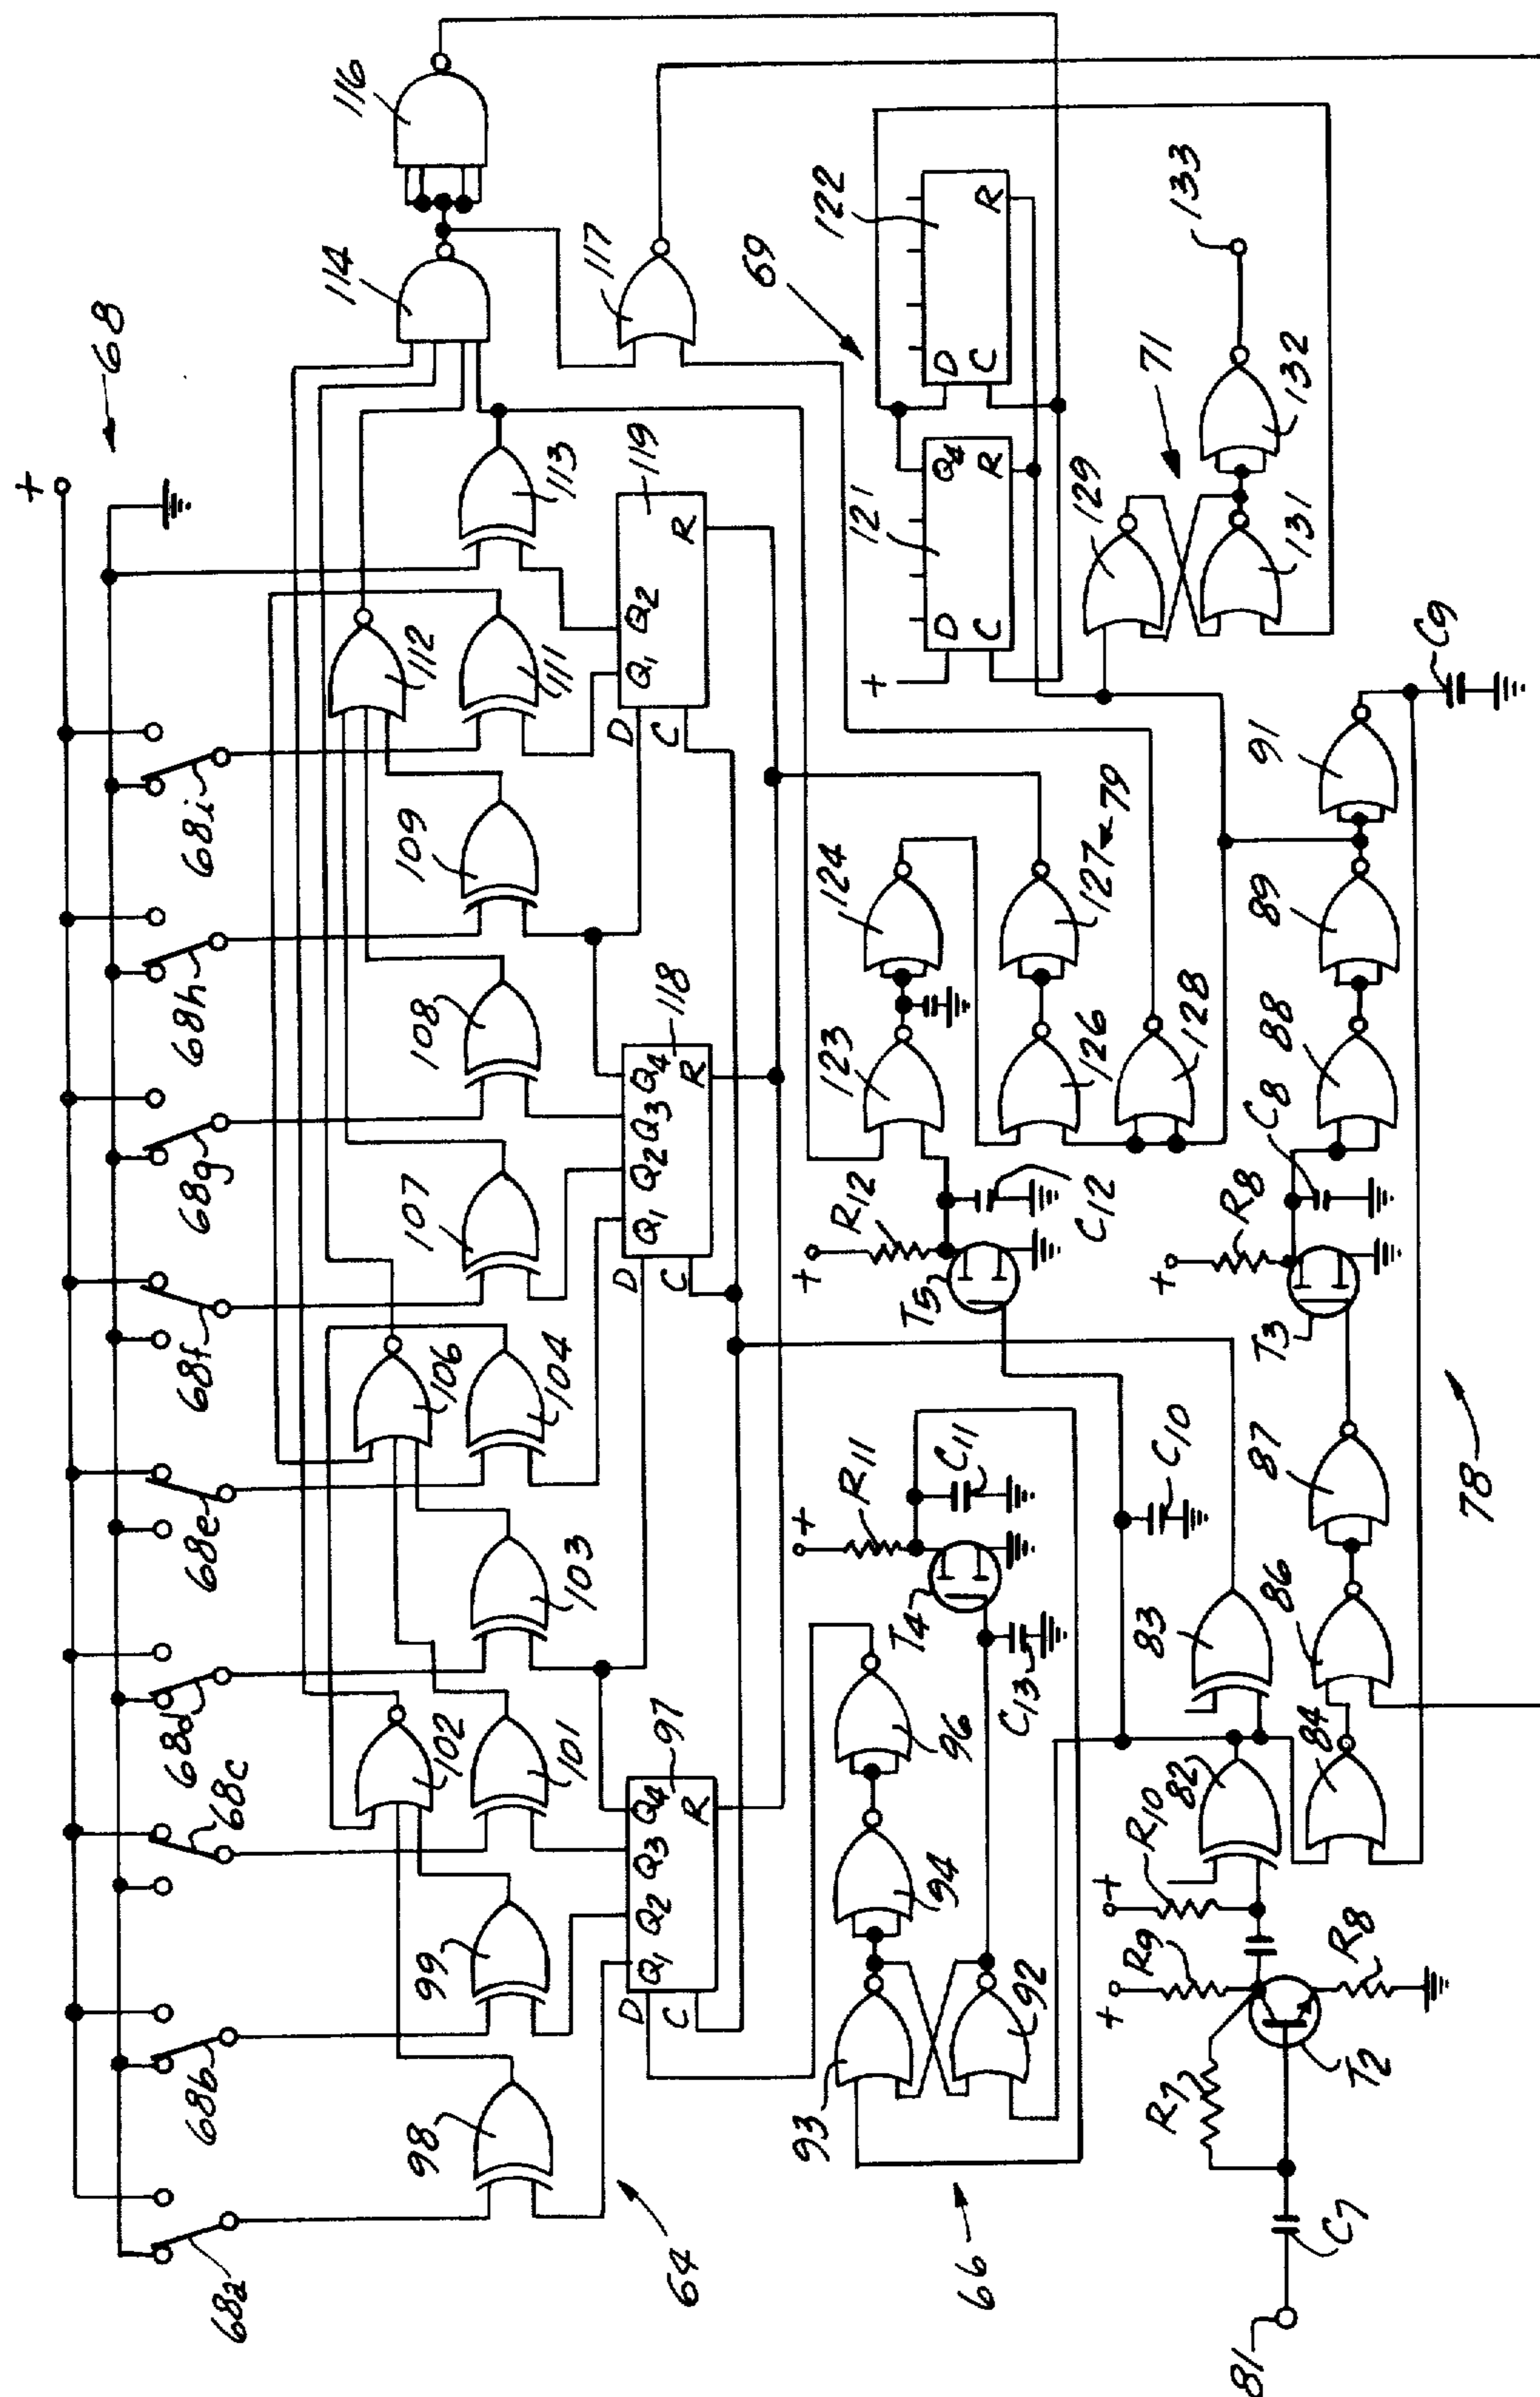 +
68
68a
68b
68c
68d
68e
68f
68g
68h
68i
116
114
102
106
112
98
99
101
103
104
107
108
109
111
113
117
Q1 Q2 Q3 Q4
D
C
R
97
Q1 Q2 Q3 Q4
D
C
R
118
Q1 Q2
D
C
R
119
64
69
93
94
96
+
R11
T4
C11
C13
92
66
+
R12
T5
C12
123
124
126
127
79
128
+
D
C
Q4
R
121
D
C
R
122
129
71
131
132
133
C10
81
C7
R7
T2
+
R9
R8
+
R10
82
83
84
86
87
T3
+
R8
C8
88
89
91
C9
78